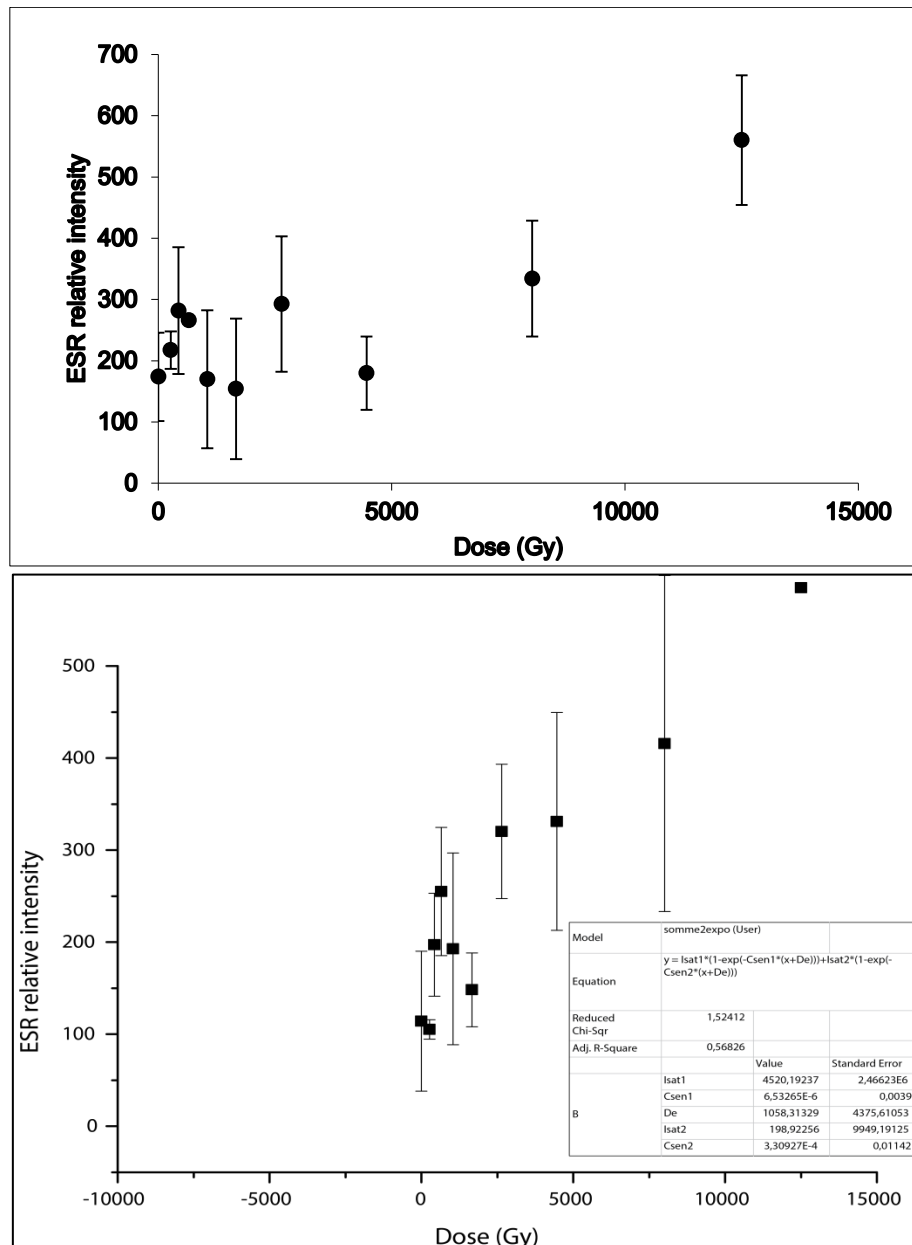 700
600
500
400
300
200
100
0
ESR relative intensity
0 5000 10000 15000
Dose (Gy)
500
400
300
200
100
0
ESR relative intensity
-10000 -5000 0 5000 10000 15000
Dose (Gy)
Model somme2expo (User)
Equation y = Isat1*(1-exp(-Csen1*(x+De)))+Isat2*(1-exp(-
Csen2*(x+De)))
Reduced
Chi-Sqr 1,52412
Adj. R-Square 0,56826
Value Standard Error
B
Isat1 4520,19237 2,46623E6
Csen1 6,53265E-6 0,0039
De 1058,31329 4375,61053
Isat2 198,92256 9949,19125
Csen2 3,30927E-4 0,01142